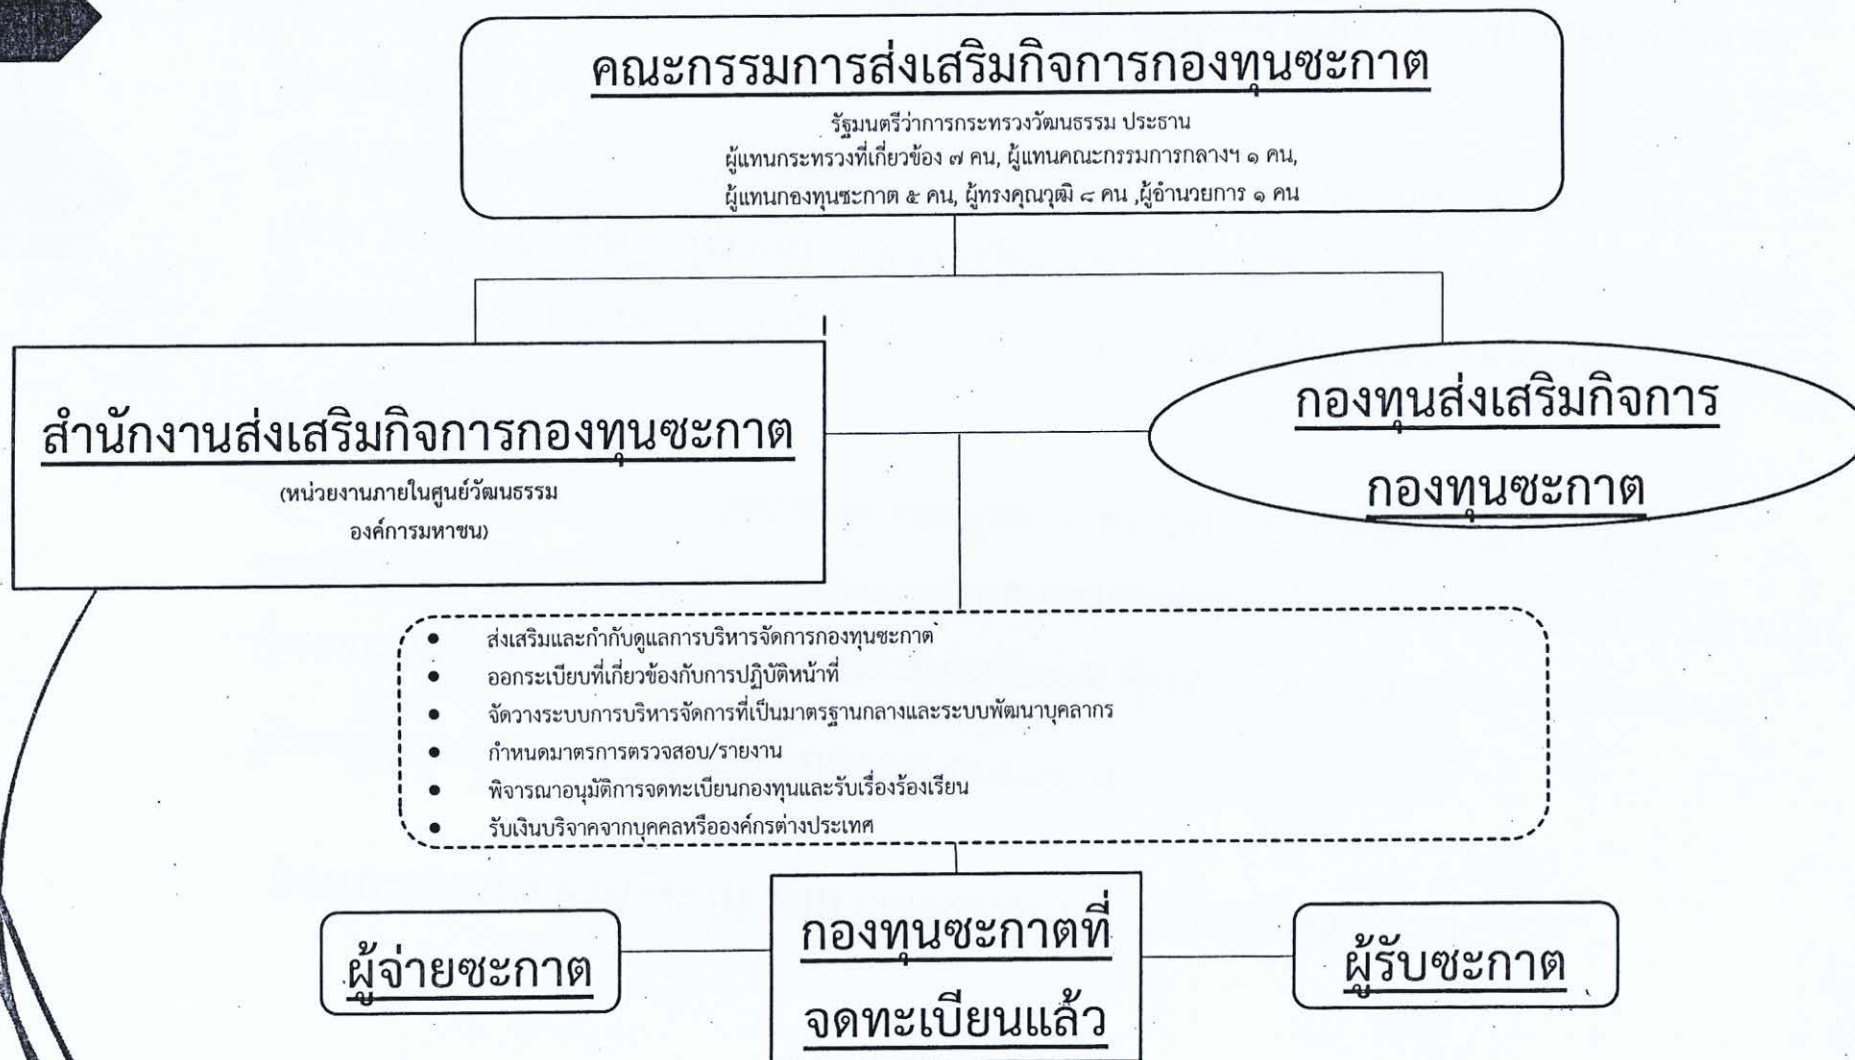 คณะกรรมการส่งเสริมกิจการกองทุนซะกาต
รัฐมนตรีว่าการกระทรวงวัฒนธรรม ประธาน
ผู้แทนกระทรวงที่เกี่ยวข้อง ๗ คน, ผู้แทนคณะกรรมการกลางฯ ๑ คน,
ผู้แทนกองทุนซะกาต ๕ คน, ผู้ทรงคุณวุฒิ ๘ คน ,ผู้อำนวยการ ๑ คน
สำนักงานส่งเสริมกิจการกองทุนซะกาต
(หน่วยงานภายในศูนย์วัฒนธรรม
องค์การมหาชน)
กองทุนส่งเสริมกิจการ
กองทุนซะกาต
● ส่งเสริมและกำกับดูแลการบริหารจัดการกองทุนซะกาต
● ออกระเบียบที่เกี่ยวข้องกับการปฏิบัติหน้าที่
● จัดวางระบบการบริหารจัดการที่เป็นมาตรฐานกลางและระบบพัฒนาบุคลากร
● กำหนดมาตรการตรวจสอบ/รายงาน
● พิจารณาอนุมัติการจดทะเบียนกองทุนและรับเรื่องร้องเรียน
● รับเงินบริจาคจากบุคคลหรือองค์กรต่างประเทศ
ผู้จ่ายซะกาต
กองทุนซะกาตที่
จดทะเบียนแล้ว
ผู้รับซะกาต